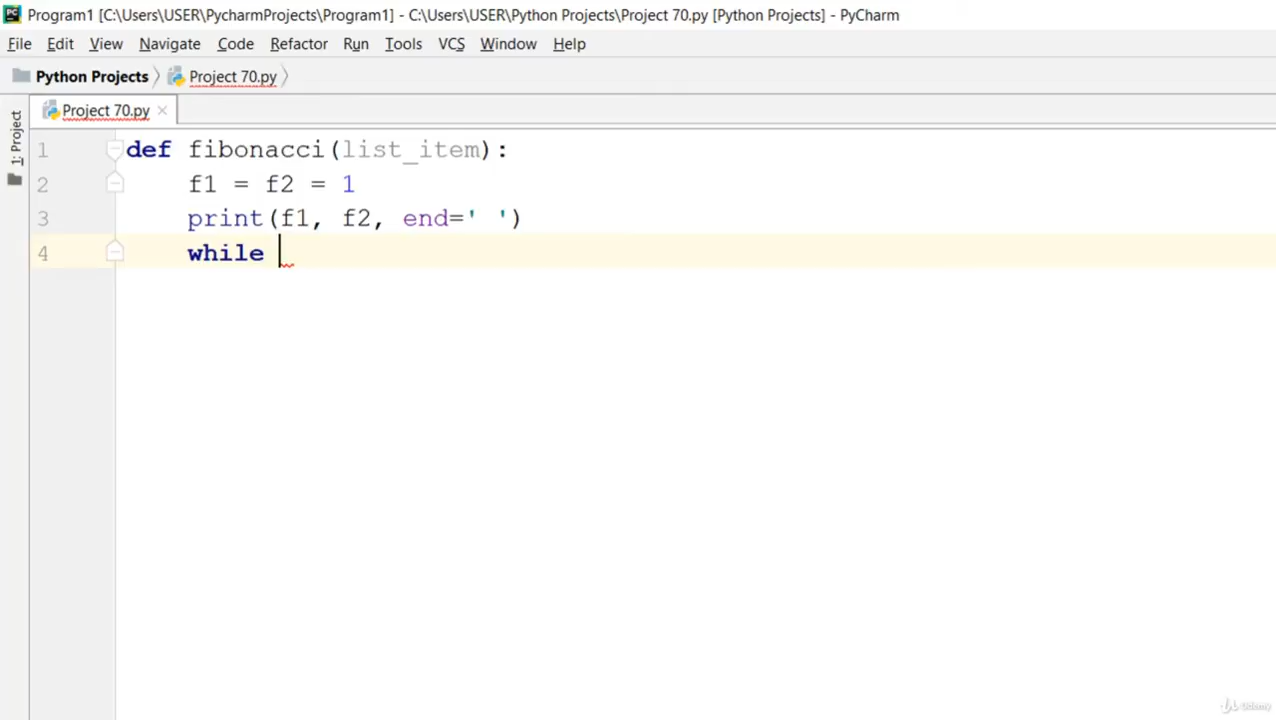 Program1 [C:\Users\USER\PycharmProjects\Program1] - C:\Users\USER\Python Projects\Project 70.py [Python Projects] - PyCharm
File Edit View Navigate Code Refactor Run Tools VCS Window Help
Python Projects Project 70.py
Project 70.py
1: Project
1 def fibonacci(list_item):
2 f1 = f2 = 1
3 print(f1, f2, end=' ')
4 while
Udemy